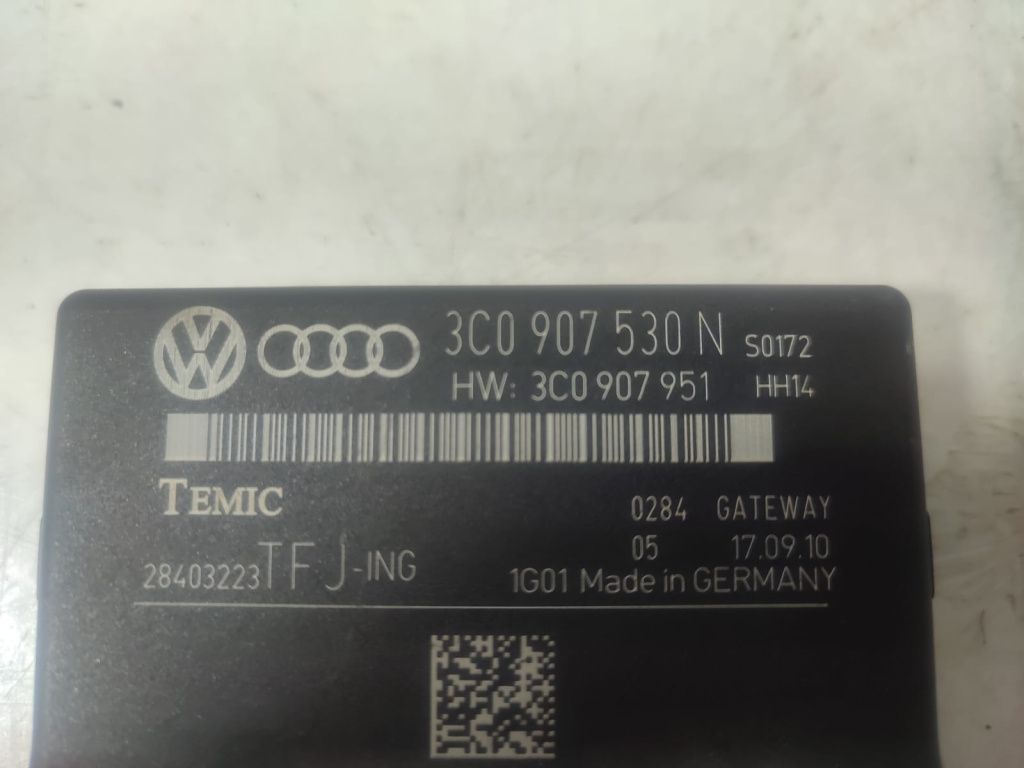 3C0 907 530 N S0172
HW: 3C0 907 951 HH14
TEMIC
0284 GATEWAY
05 17.09.10
28403223TFJ-ING
1G01 Made in GERMANY